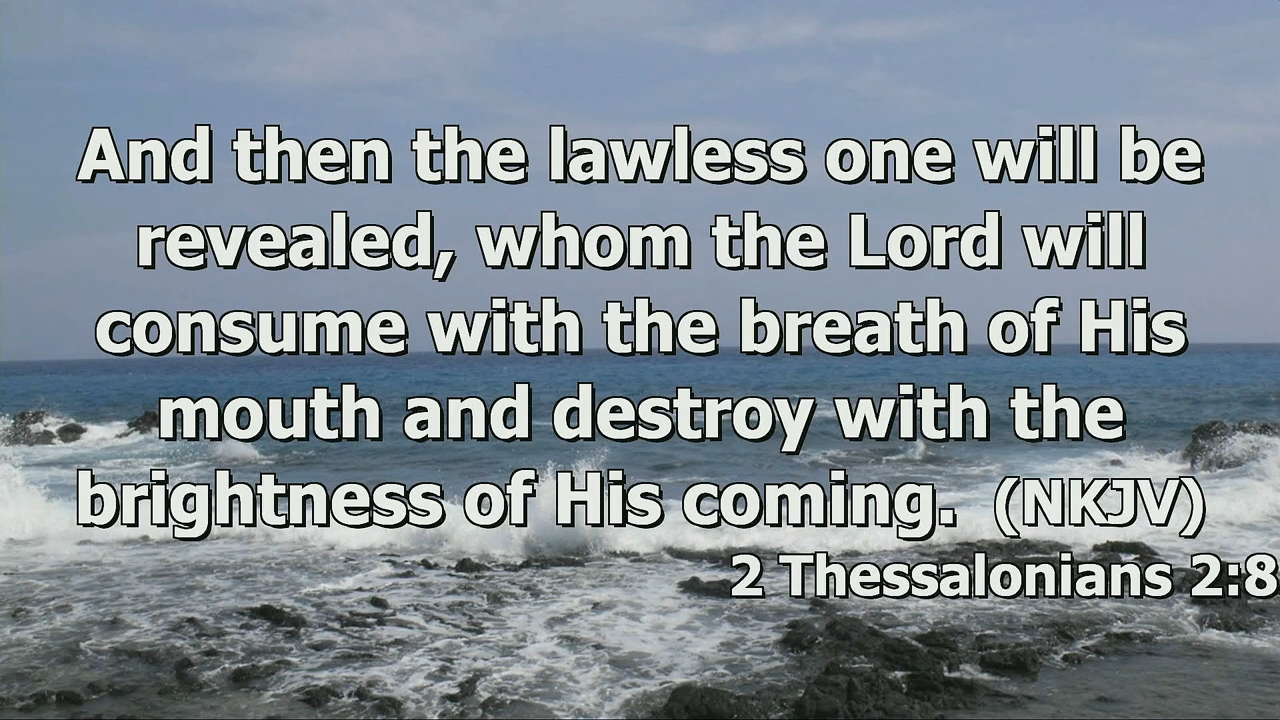 And then the lawless one will be
revealed, whom the Lord will
consume with the breath of His
mouth and destroy with the
brightness of His coming. (NKJV)
2 Thessalonians 2:8